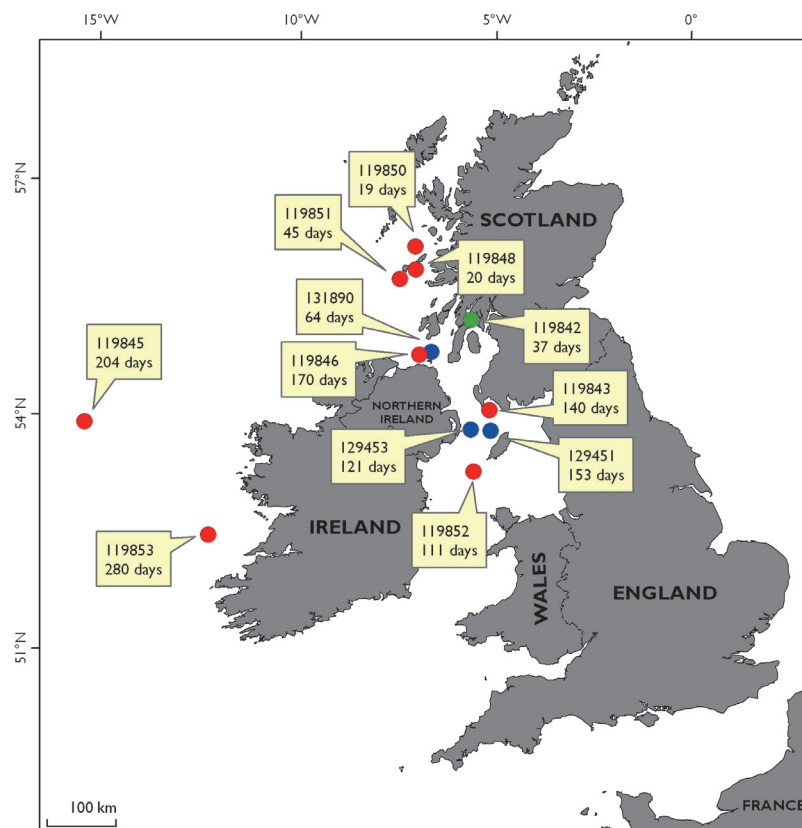 15°W
10°W
5°W
0°
57°N
54°N
51°N
119850
19 days
119851
45 days
SCOTLAND
119848
20 days
131890
64 days
119842
37 days
119845
204 days
119846
170 days
119843
140 days
NORTHERN
IRELAND
129453
121 days
129451
153 days
IRELAND
119852
111 days
119853
280 days
WALES
ENGLAND
100 km
FRANCE